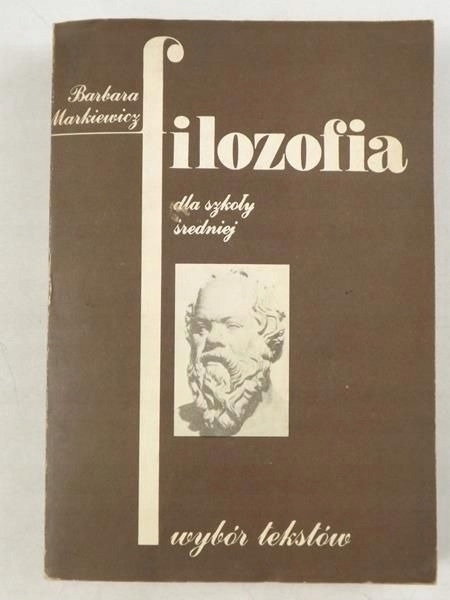 Barbara
Markiewicz
filozofia
dla szkoły
średniej
wybór tekstów